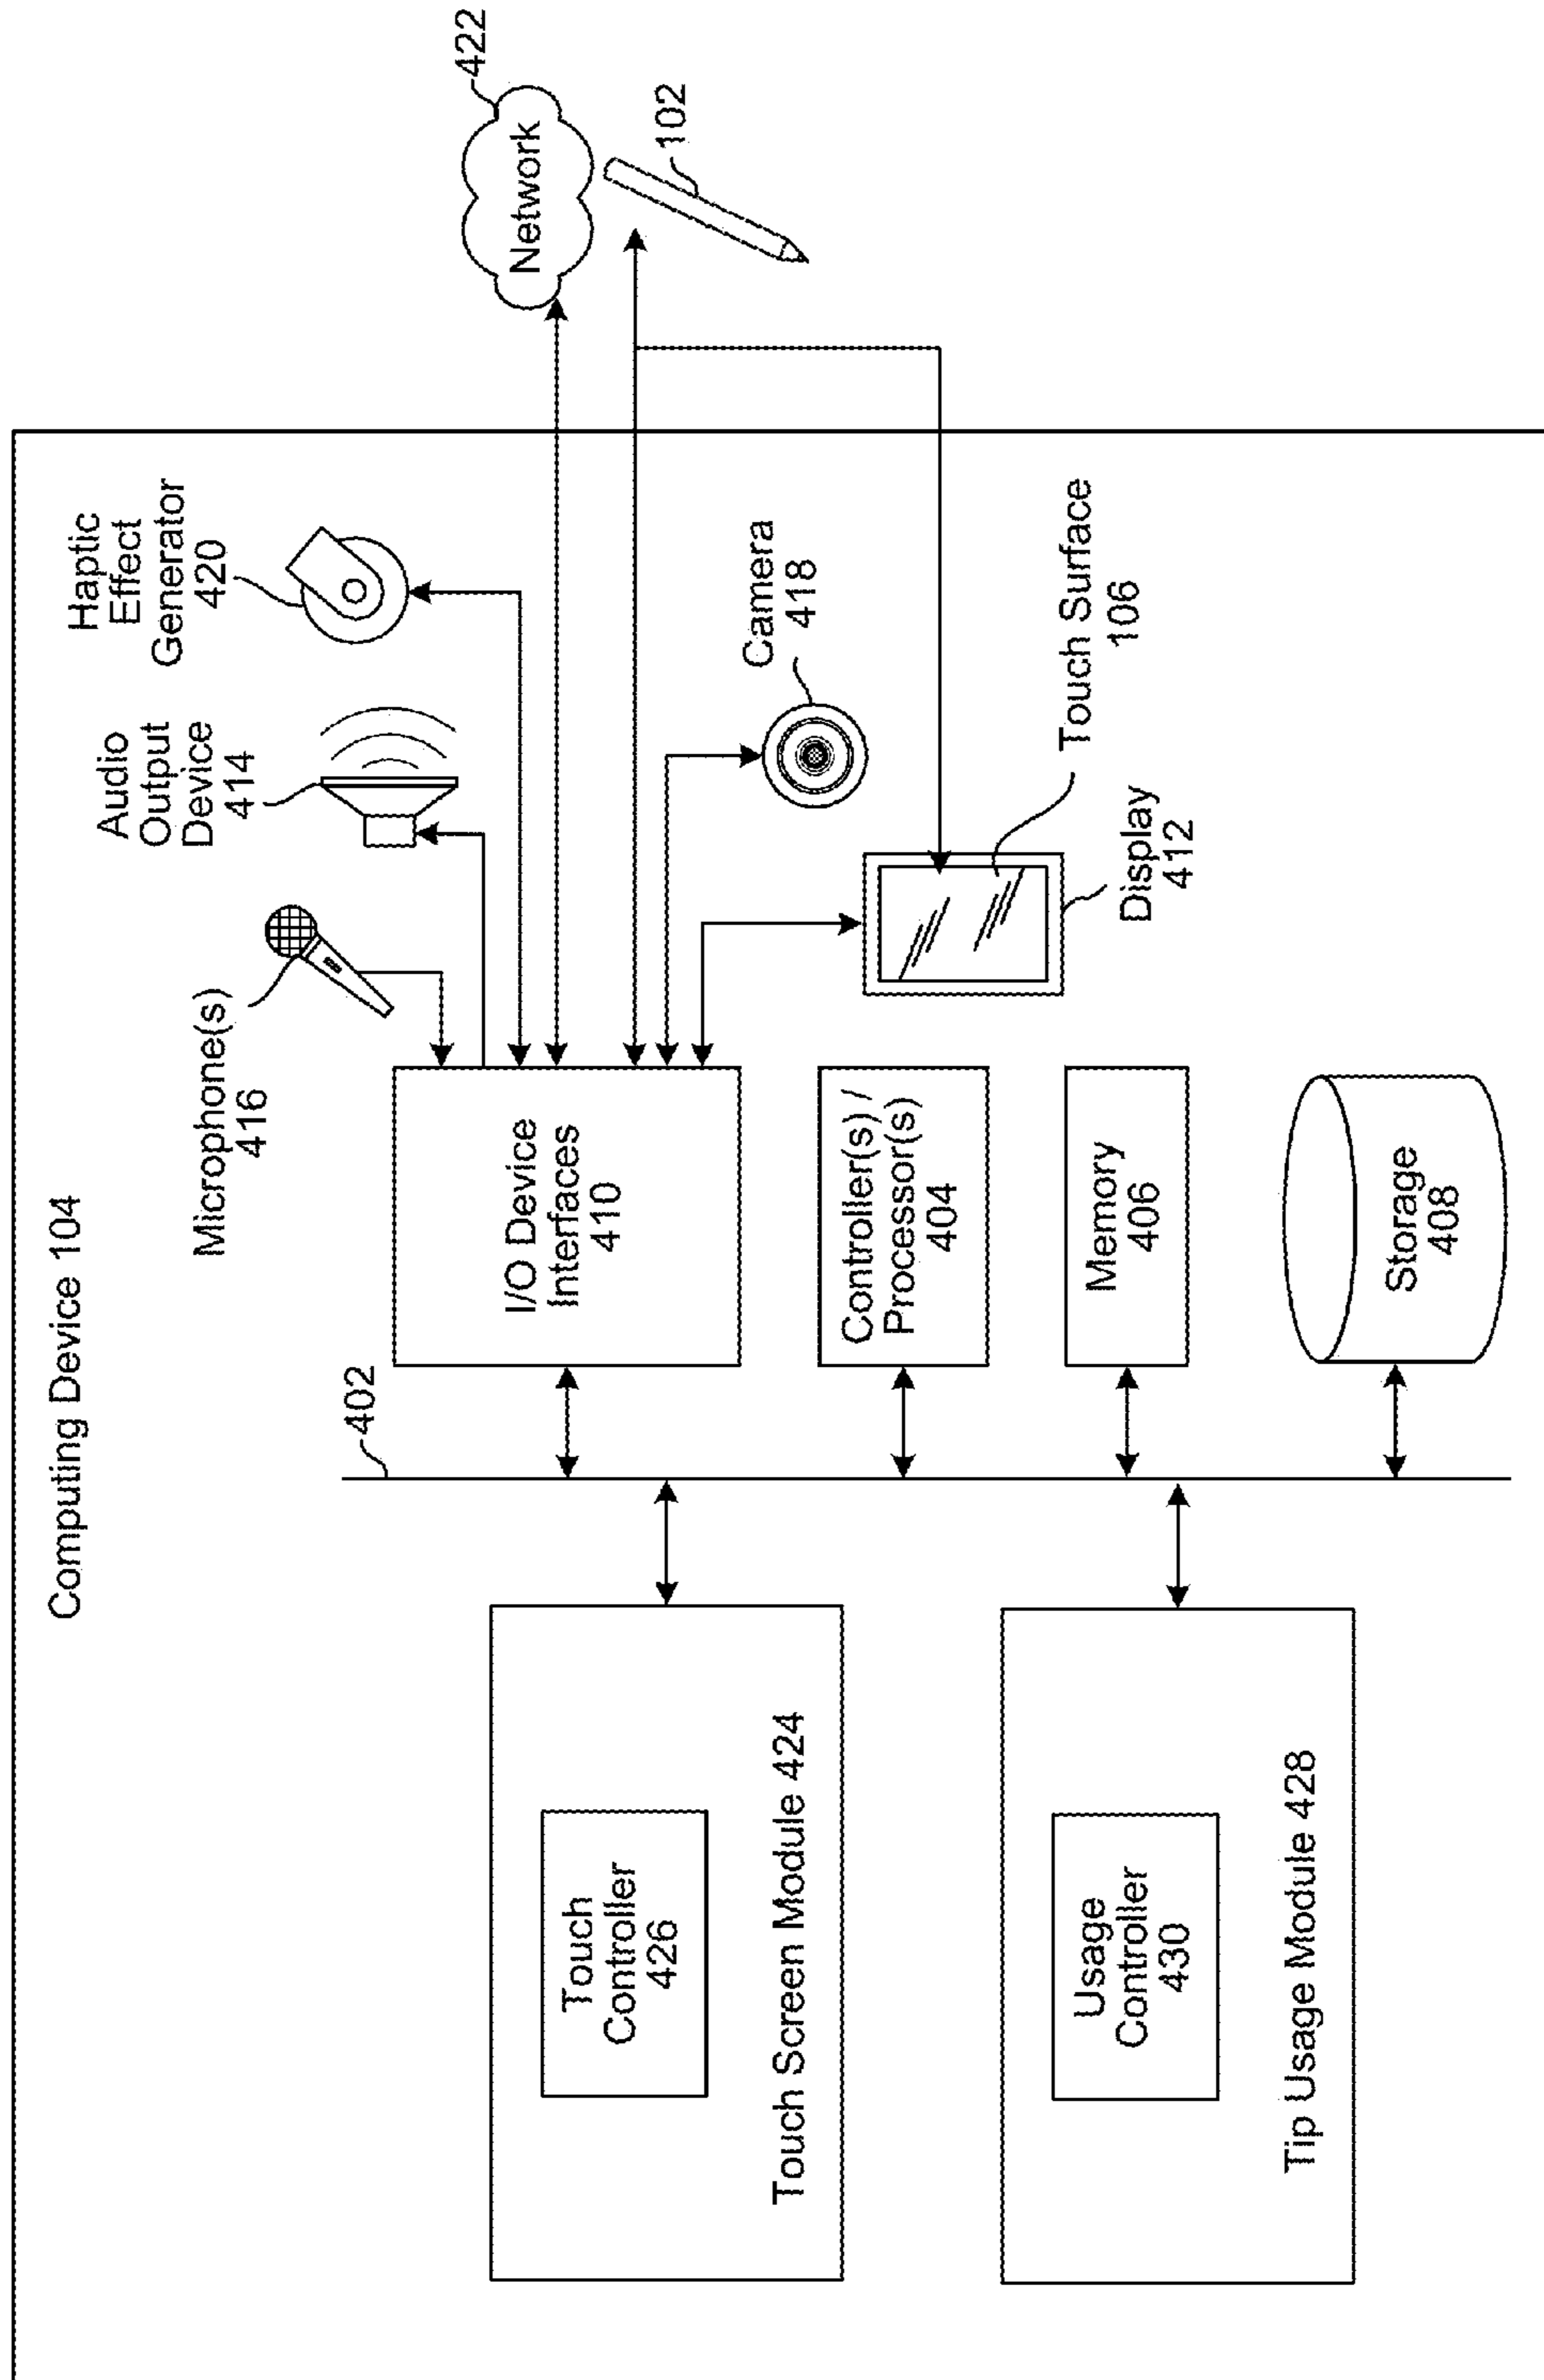 Computing Device 104
Touch
Controller
426
Touch Screen Module 424
Usage
Controller
430
Tip Usage Module 428
402
Microphone(s)
416
Audio
Output
Device
414
Haptic
Effect
Generator
420
I/O Device
Interfaces
410
Controller(s) /
Processor(s)
404
Memory
406
Storage
408
Camera
418
Touch Surface
106
Display
412
Network
422
102